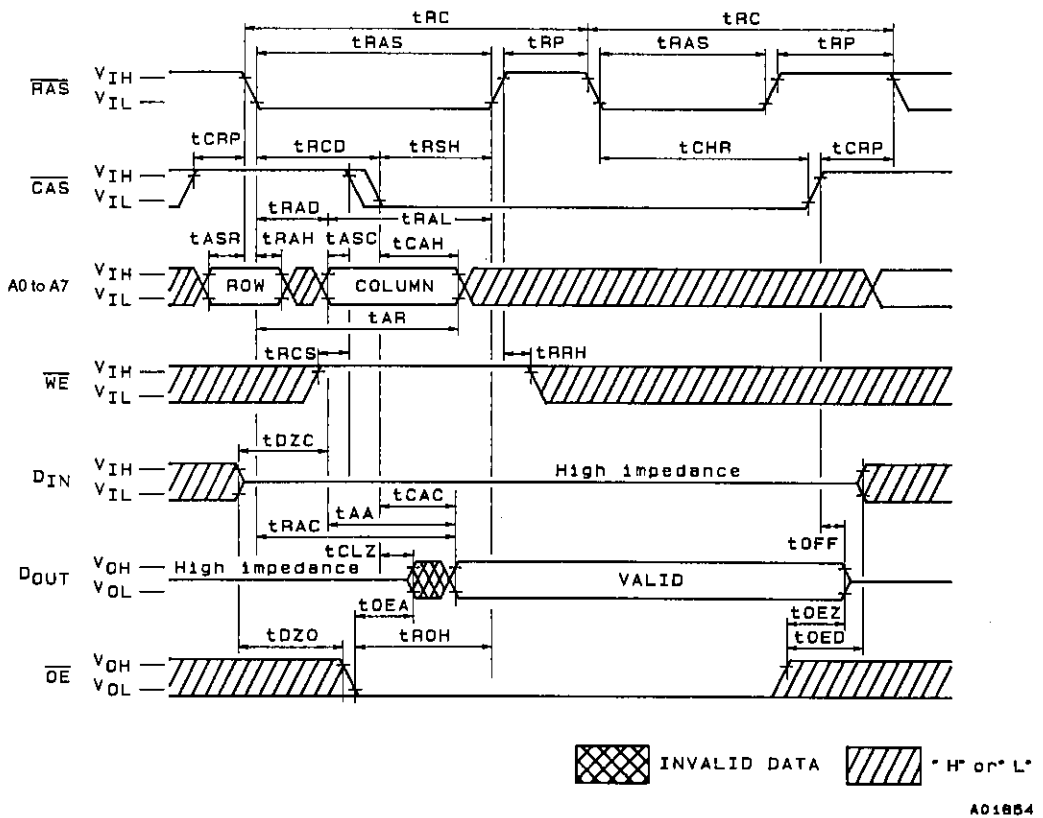 tRC tRC
tRAS tRP tRAS tRP
RAS VIH
VIL
tCRP tRCD tRSH tCHR tCRP
CAS VIH
VIL
tRAD tRAL
tASR tRAH tASC tCAH
A0 to A7 VIH ROW COLUMN
VIL
tAR
tRCS tRRH
WE VIH
VIL
tDZC
DIN VIH High impedance
VIL
tCAC
tAA
tRAC tOFF
tCLZ
DOUT VOH High impedance VALID
VOL
tOEA tOEZ
tDZO tROH tOED
OE VOH
VOL
INVALID DATA "H" or "L"
A01854